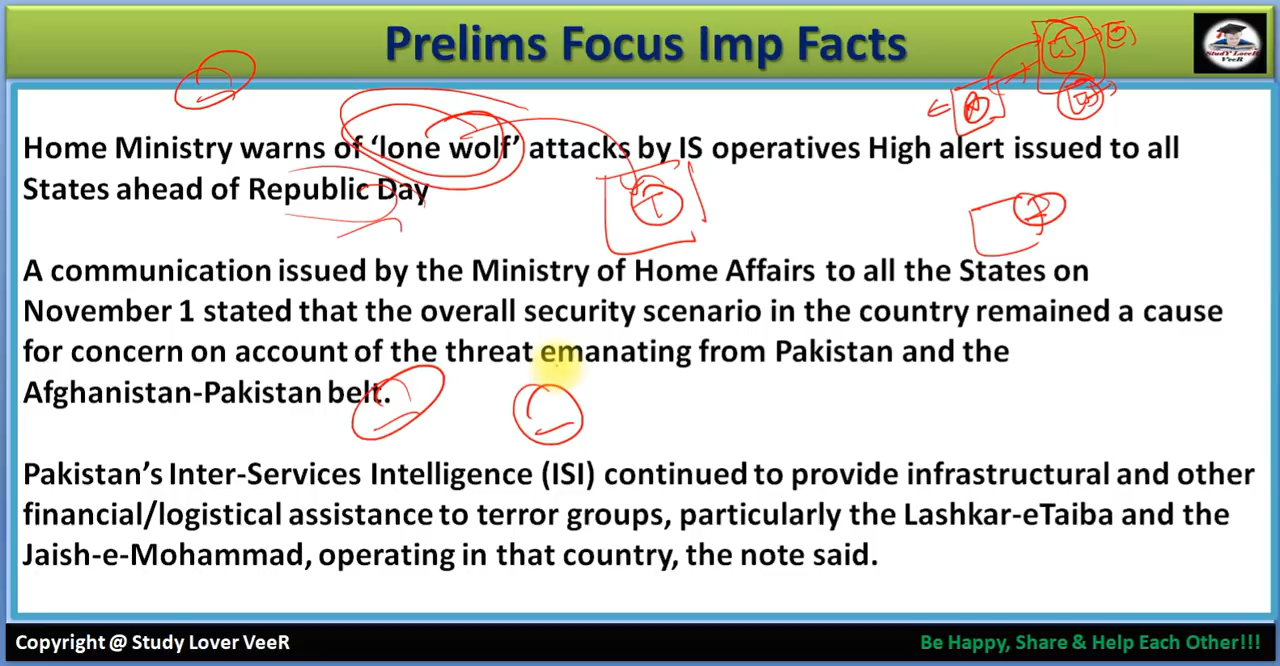 Prelims Focus Imp Facts
StudY LoveR
VeeR
Home Ministry warns of ‘lone wolf’ attacks by IS operatives High alert issued to all
States ahead of Republic Day
A communication issued by the Ministry of Home Affairs to all the States on
November 1 stated that the overall security scenario in the country remained a cause
for concern on account of the threat emanating from Pakistan and the
Afghanistan-Pakistan belt.
Pakistan’s Inter-Services Intelligence (ISI) continued to provide infrastructural and other
financial/logistical assistance to terror groups, particularly the Lashkar-eTaiba and the
Jaish-e-Mohammad, operating in that country, the note said.
Copyright @ Study Lover VeeR
Be Happy, Share & Help Each Other!!!